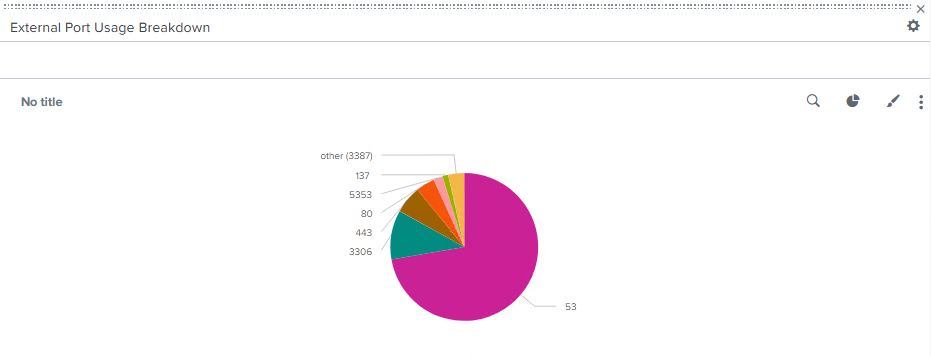 External Port Usage Breakdown
No title
other (3387)
137
5353
80
443
3306
53